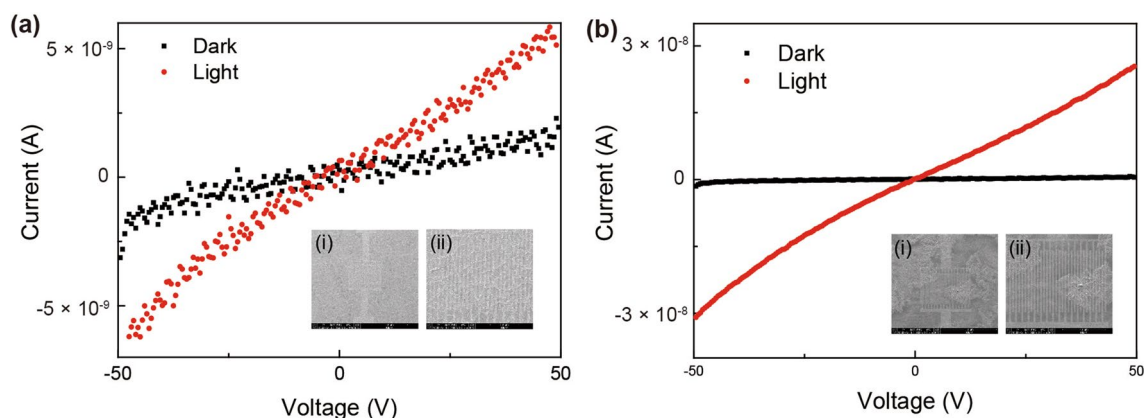 (a)
Dark
Light
5 × 10⁻⁹
0
-5 × 10⁻⁹
Current (A)
-50
0
50
Voltage (V)
(i)
(ii)
(b)
Dark
Light
3 × 10⁻⁸
0
-3 × 10⁻⁸
Current (A)
-50
0
50
Voltage (V)
(i)
(ii)